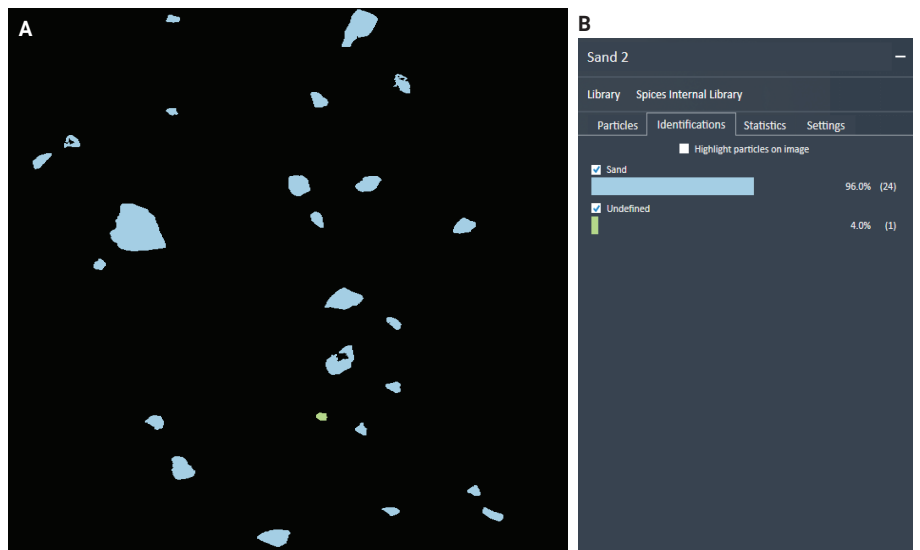 A
B
Sand 2
Library Spices Internal Library
Particles Identifications Statistics Settings
Highlight particles on image
Sand
96.0% (24)
Undefined
4.0% (1)